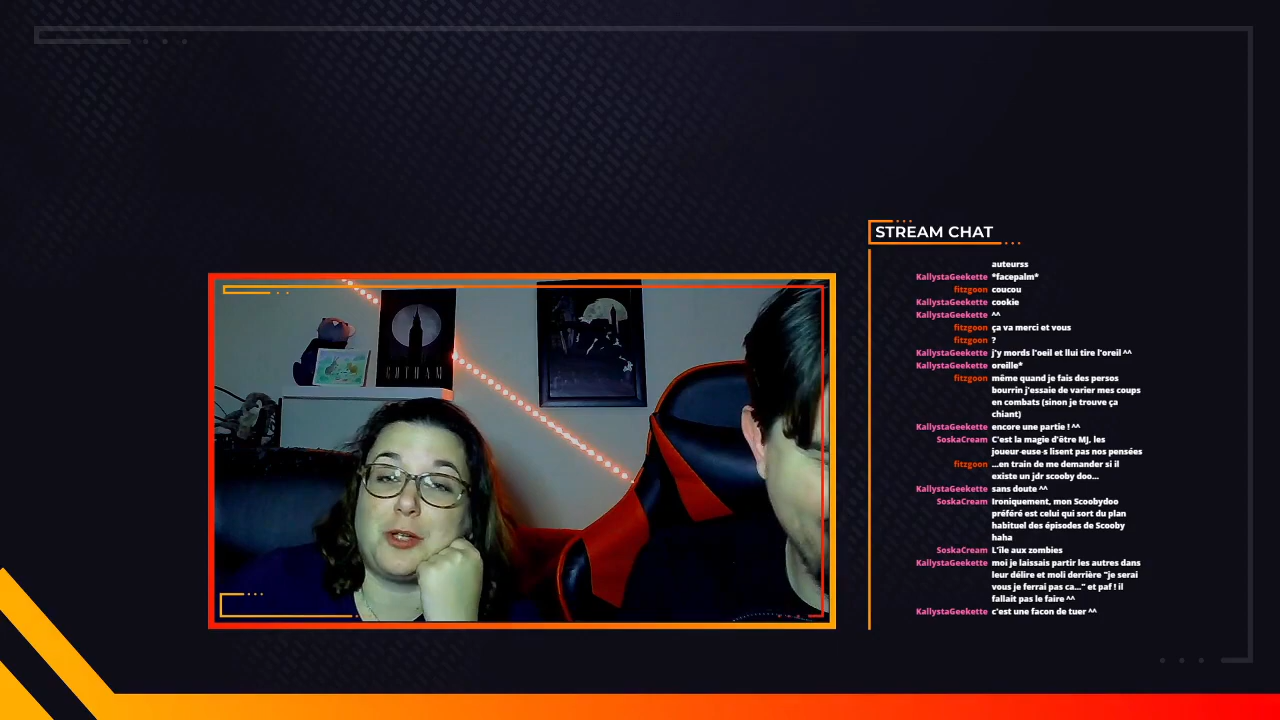 STREAM CHAT
auteurss
KallystaGeekette *facepalm*
fitzgoon coucou
KallystaGeekette cookie
KallystaGeekette ^^
fitzgoon ça va merci et vous
fitzgoon ?
KallystaGeekette j'y mords l'oeil et llui tire l'oreil ^^
KallystaGeekette oreille*
fitzgoon même quand je fais des persos
bourrin j'essaie de varier mes coups
en combats (sinon je trouve ça
chiant)
KallystaGeekette encore une partie ! ^^
SoskaCream C'est la magie d'être MJ, les
joueur·euse·s lisent pas nos pensées
fitzgoon ...en train de me demander si il
existe un jdr scooby doo...
KallystaGeekette sans doute ^^
SoskaCream Ironiquement, mon Scoobydoo
préféré est celui qui sort du plan
habituel des épisodes de Scooby
haha
SoskaCream L'île aux zombies
KallystaGeekette moi je laissais partir les autres dans
leur délire et moli derrière "je serai
vous je ferrai pas ca..." et paf ! il
fallait pas le faire ^^
KallystaGeekette c'est une facon de tuer ^^
GOTHAM